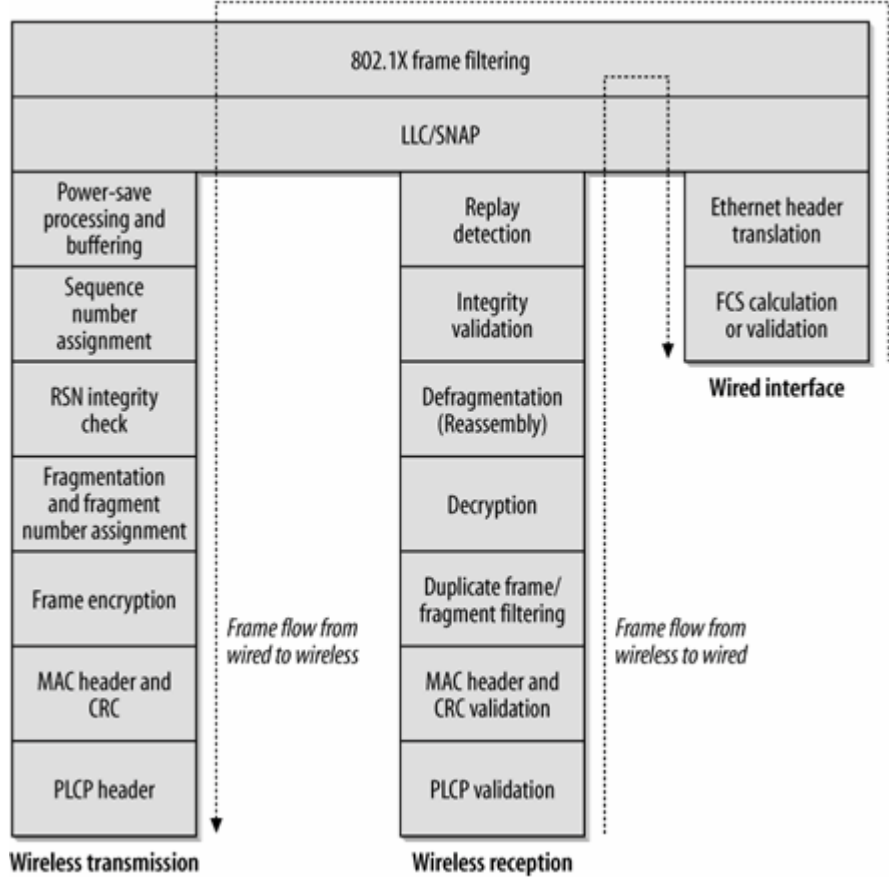 802.1X frame filtering
LLC/SNAP
Power-save
processing and
buffering
Sequence
number
assignment
RSN integrity
check
Fragmentation
and fragment
number assignment
Frame encryption
MAC header and
CRC
PLCP header
Wireless transmission
Frame flow from
wired to wireless
Replay
detection
Integrity
validation
Defragmentation
(Reassembly)
Decryption
Duplicate frame/
fragment filtering
MAC header and
CRC validation
PLCP validation
Wireless reception
Frame flow from
wireless to wired
Ethernet header
translation
FCS calculation
or validation
Wired interface